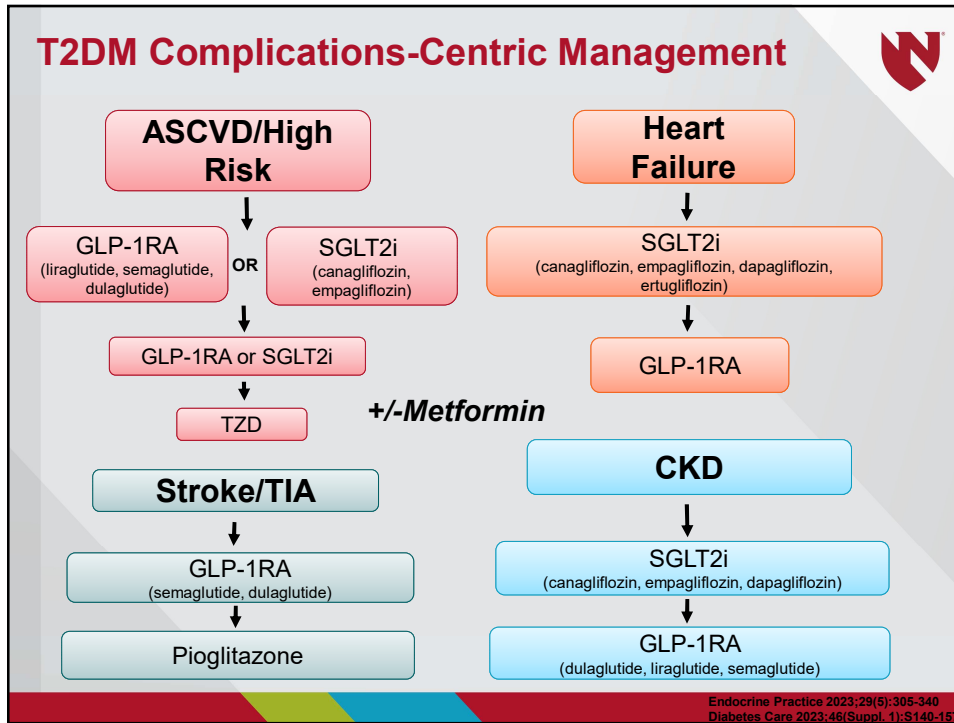 T2DM Complications-Centric Management
ASCVD/High
Risk
GLP-1RA
(liraglutide, semaglutide,
dulaglutide)
OR
SGLT2i
(canagliflozin,
empagliflozin)
GLP-1RA or SGLT2i
TZD
Heart
Failure
SGLT2i
(canagliflozin, empagliflozin, dapagliflozin,
ertugliflozin)
GLP-1RA
+/-Metformin
Stroke/TIA
GLP-1RA
(semaglutide, dulaglutide)
Pioglitazone
CKD
SGLT2i
(canagliflozin, empagliflozin, dapagliflozin)
GLP-1RA
(dulaglutide, liraglutide, semaglutide)
Endocrine Practice 2023;29(5):305-340
Diabetes Care 2023;46(Suppl. 1):S140-15